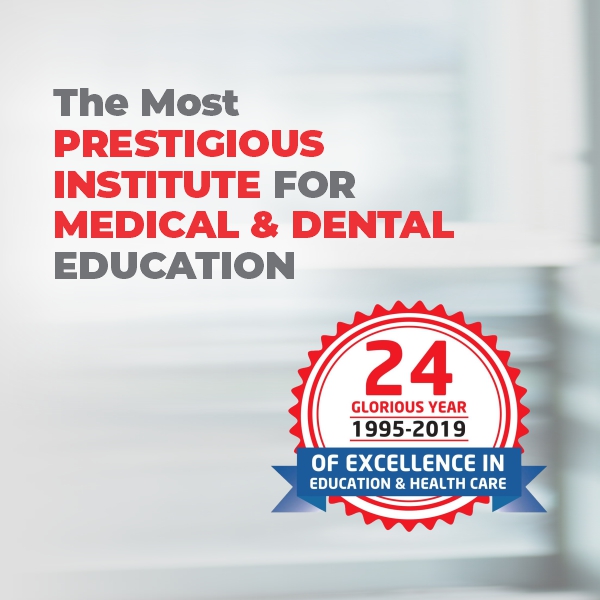 The Most
PRESTIGIOUS
INSTITUTE FOR
MEDICAL & DENTAL
EDUCATION
24
GLORIOUS YEAR
1995-2019
OF EXCELLENCE IN
EDUCATION & HEALTH CARE